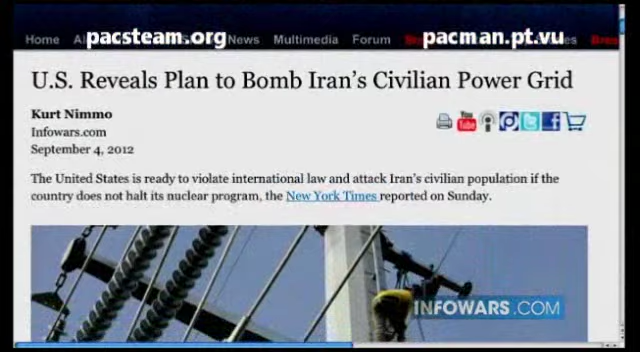 pacsteam.org pacman.pt.vu
Home News Multimedia Forum
U.S. Reveals Plan to Bomb Iran's Civilian Power Grid
Kurt Nimmo
Infowars.com
September 4, 2012
You
Tube
The United States is ready to violate international law and attack Iran's civilian population if the
country does not halt its nuclear program, the New York Times reported on Sunday.
INFOWARS.COM